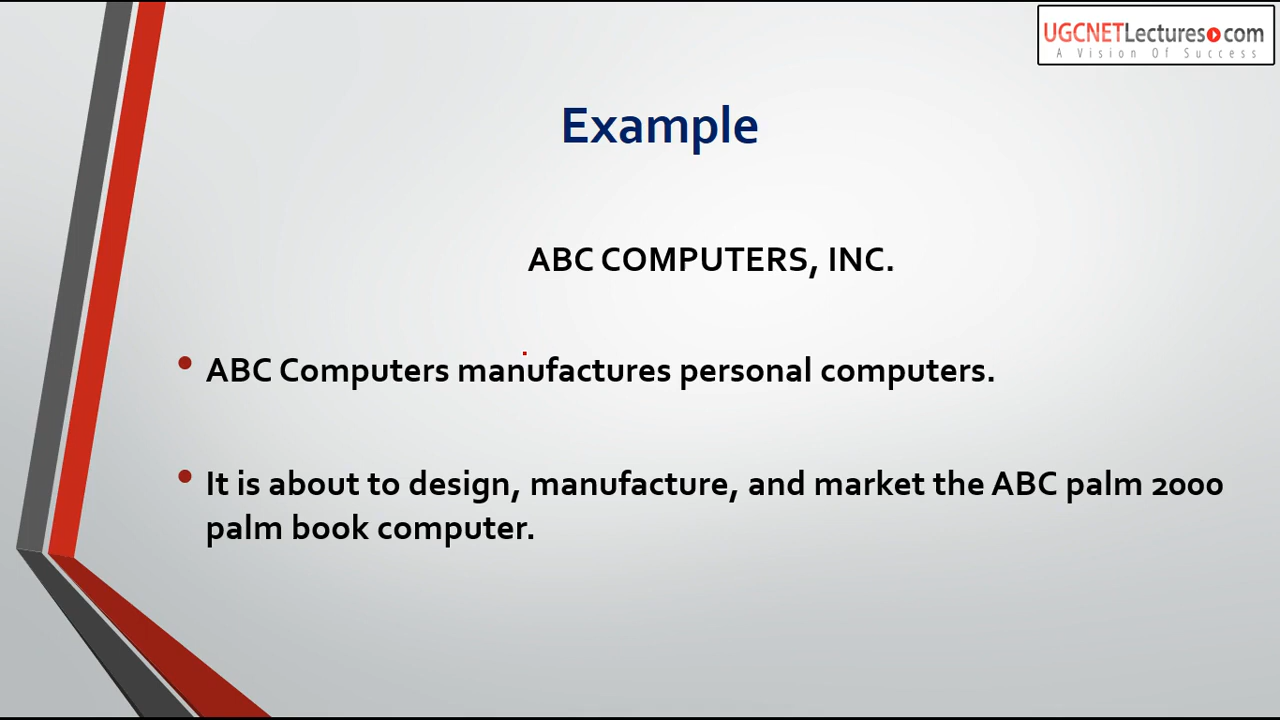 UGCNETLectures.com
A Vision Of Success
Example
ABC COMPUTERS, INC.
• ABC Computers manufactures personal computers.
• It is about to design, manufacture, and market the ABC palm 2000
palm book computer.